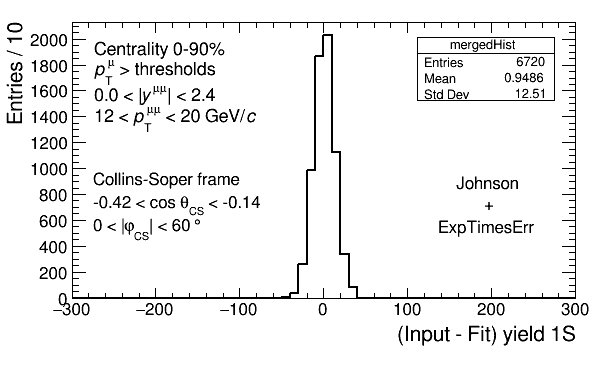 Entries / 10
2000
1800
1600
1400
1200
1000
800
600
400
200
0
Centrality 0-90%
p_T^μ > thresholds
0.0 < |y^μμ| < 2.4
12 < p_T^μμ < 20 GeV/c
Collins-Soper frame
-0.42 < cos θ_CS < -0.14
0 < |φ_CS| < 60 °
mergedHist
Entries 6720
Mean 0.9486
Std Dev 12.51
Johnson
+
ExpTimesErr
−300 −200 −100 0 100 200 300
(Input - Fit) yield 1S